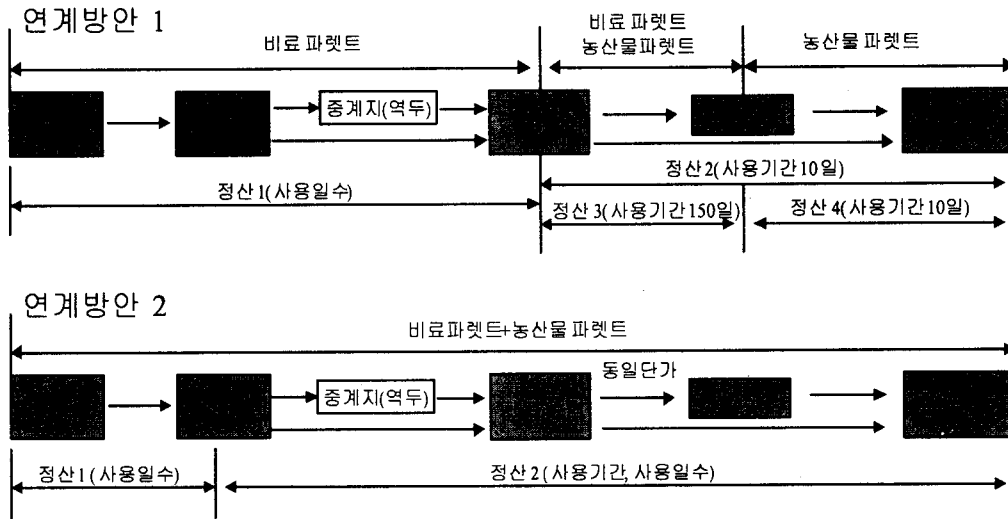 연계방안 1
비료 파렛트
비료 파렛트
농산물파렛트
농산물 파렛트
중계지(역두)
정산1(사용일수)
정산2(사용기간10일)
정산3(사용기간150일)
정산4(사용기간10일)
연계방안 2
비료파렛트+농산물 파렛트
동일단가
중계지(역두)
정산1 (사용일수)
정산2 (사용기간, 사용일수)